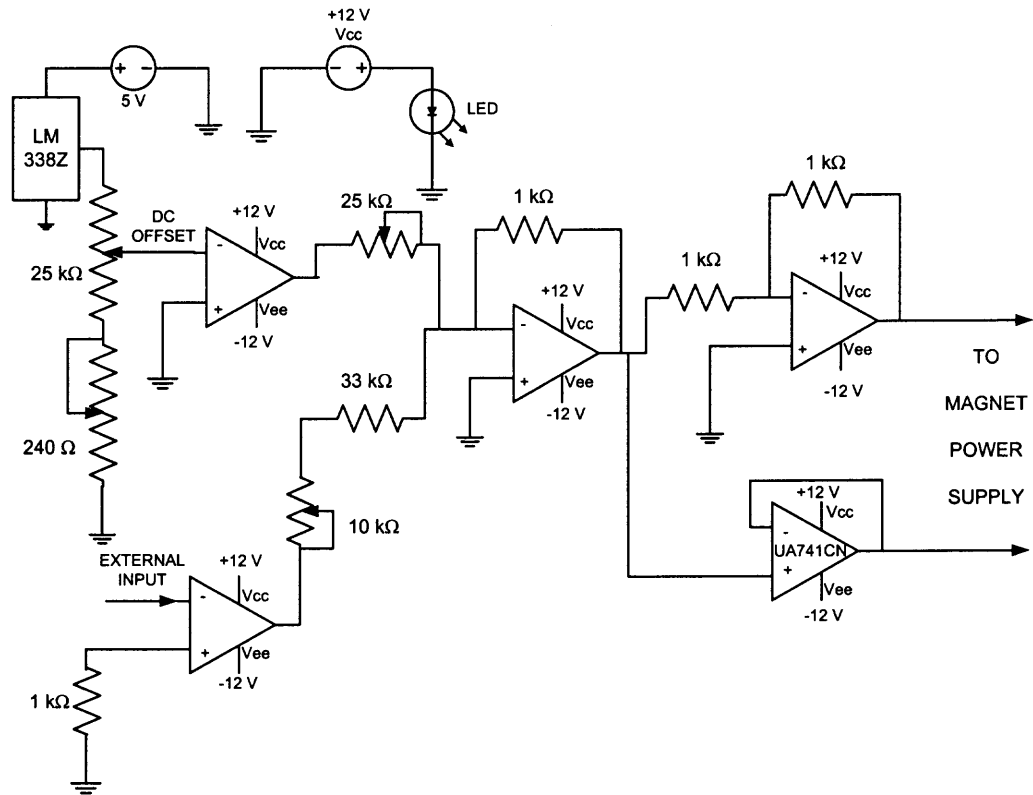 +12 V
Vcc
+ -
- +
5 V
LED
LM
338Z
1 kΩ
25 kΩ
1 kΩ
DC
OFFSET
+12 V
Vcc
-
+
Vee
-12 V
25 kΩ
1 kΩ
+12 V
Vcc
-
+
Vee
-12 V
+12 V
Vcc
-
+
Vee
-12 V
TO
MAGNET
POWER
SUPPLY
33 kΩ
240 Ω
10 kΩ
+12 V
Vcc
-
UA741CN
+
Vee
-12 V
EXTERNAL
INPUT
+12 V
Vcc
-
+
Vee
-12 V
1 kΩ